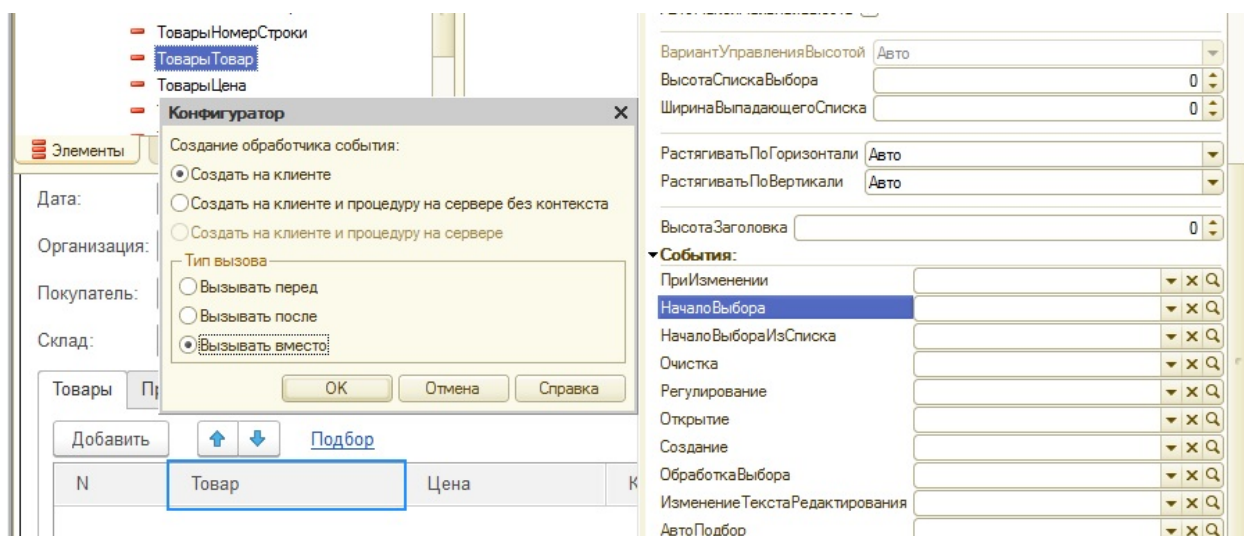 ТоварыНомерСтроки
ТоварыТовар
ТоварыЦена
Конфигуратор
Создание обработчика события:
Создать на клиенте
Создать на клиенте и процедуру на сервере без контекста
Создать на клиенте и процедуру на сервере
Тип вызова
Вызывать перед
Вызывать после
Вызывать вместо
ОК Отмена Справка
Элементы
Дата:
Организация:
Покупатель:
Склад:
Товары
Добавить Подбор
N Товар Цена К
ВариантУправленияВысотой Авто
ВысотаСпискаВыбора 0
ШиринаВыпадающегоСписка 0
РастягиватьПоГоризонтали Авто
РастягиватьПоВертикали Авто
ВысотаЗаголовка 0
События:
ПриИзменении
НачалоВыбора
НачалоВыбораИзСписка
Очистка
Регулирование
Открытие
Создание
ОбработкаВыбора
ИзменениеТекстаРедактирования
АвтоПодбор